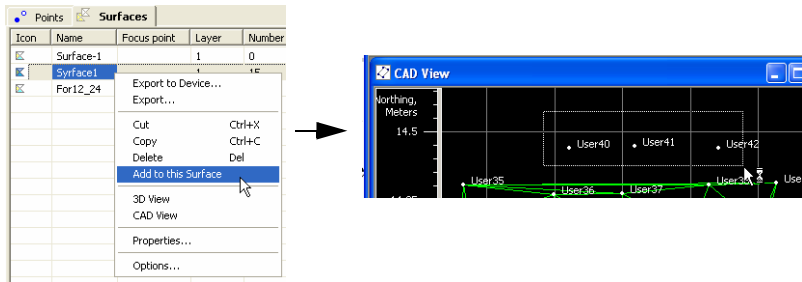 Points Surfaces
Icon Name Focus point Layer Number
Surface-1 1 0
Syrface1 1 15
For12_24
Export to Device...
Export...
Cut Ctrl+X
Copy Ctrl+C
Delete Del
Add to this Surface
3D View
CAD View
Properties...
Options...
CAD View
Northing,
Meters
14.5
User40 User41 User42
User35 User36 User37 Use